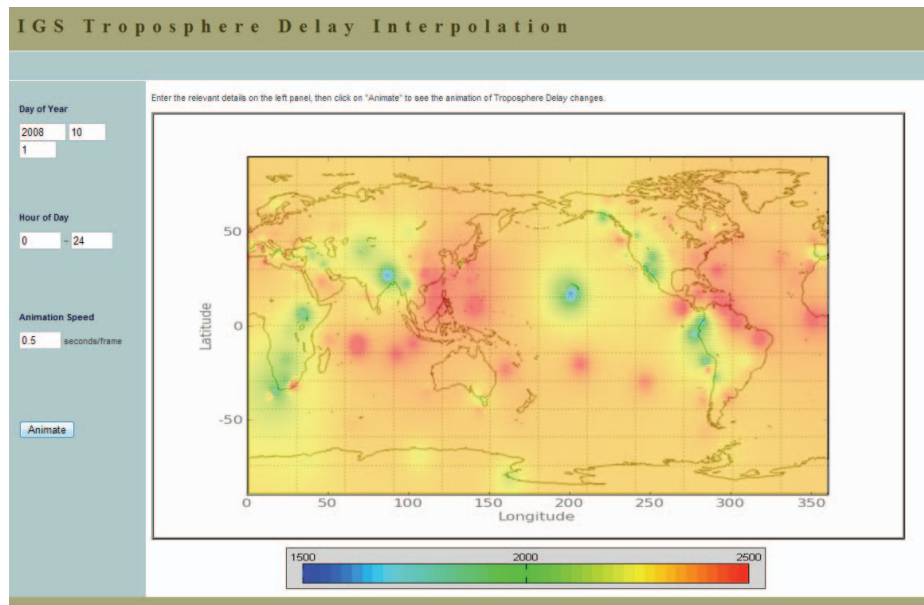 IGS Troposphere Delay Interpolation
Enter the relevant details on the left panel, then click on "Animate" to see the animation of Troposphere Delay changes.
Day of Year
2008 10
1
Hour of Day
0 ~ 24
Animation Speed
0.5 seconds/frame
Animate
50
0
-50
Latitude
0 50 100 150 200 250 300 350
Longitude
1500 2000 2500